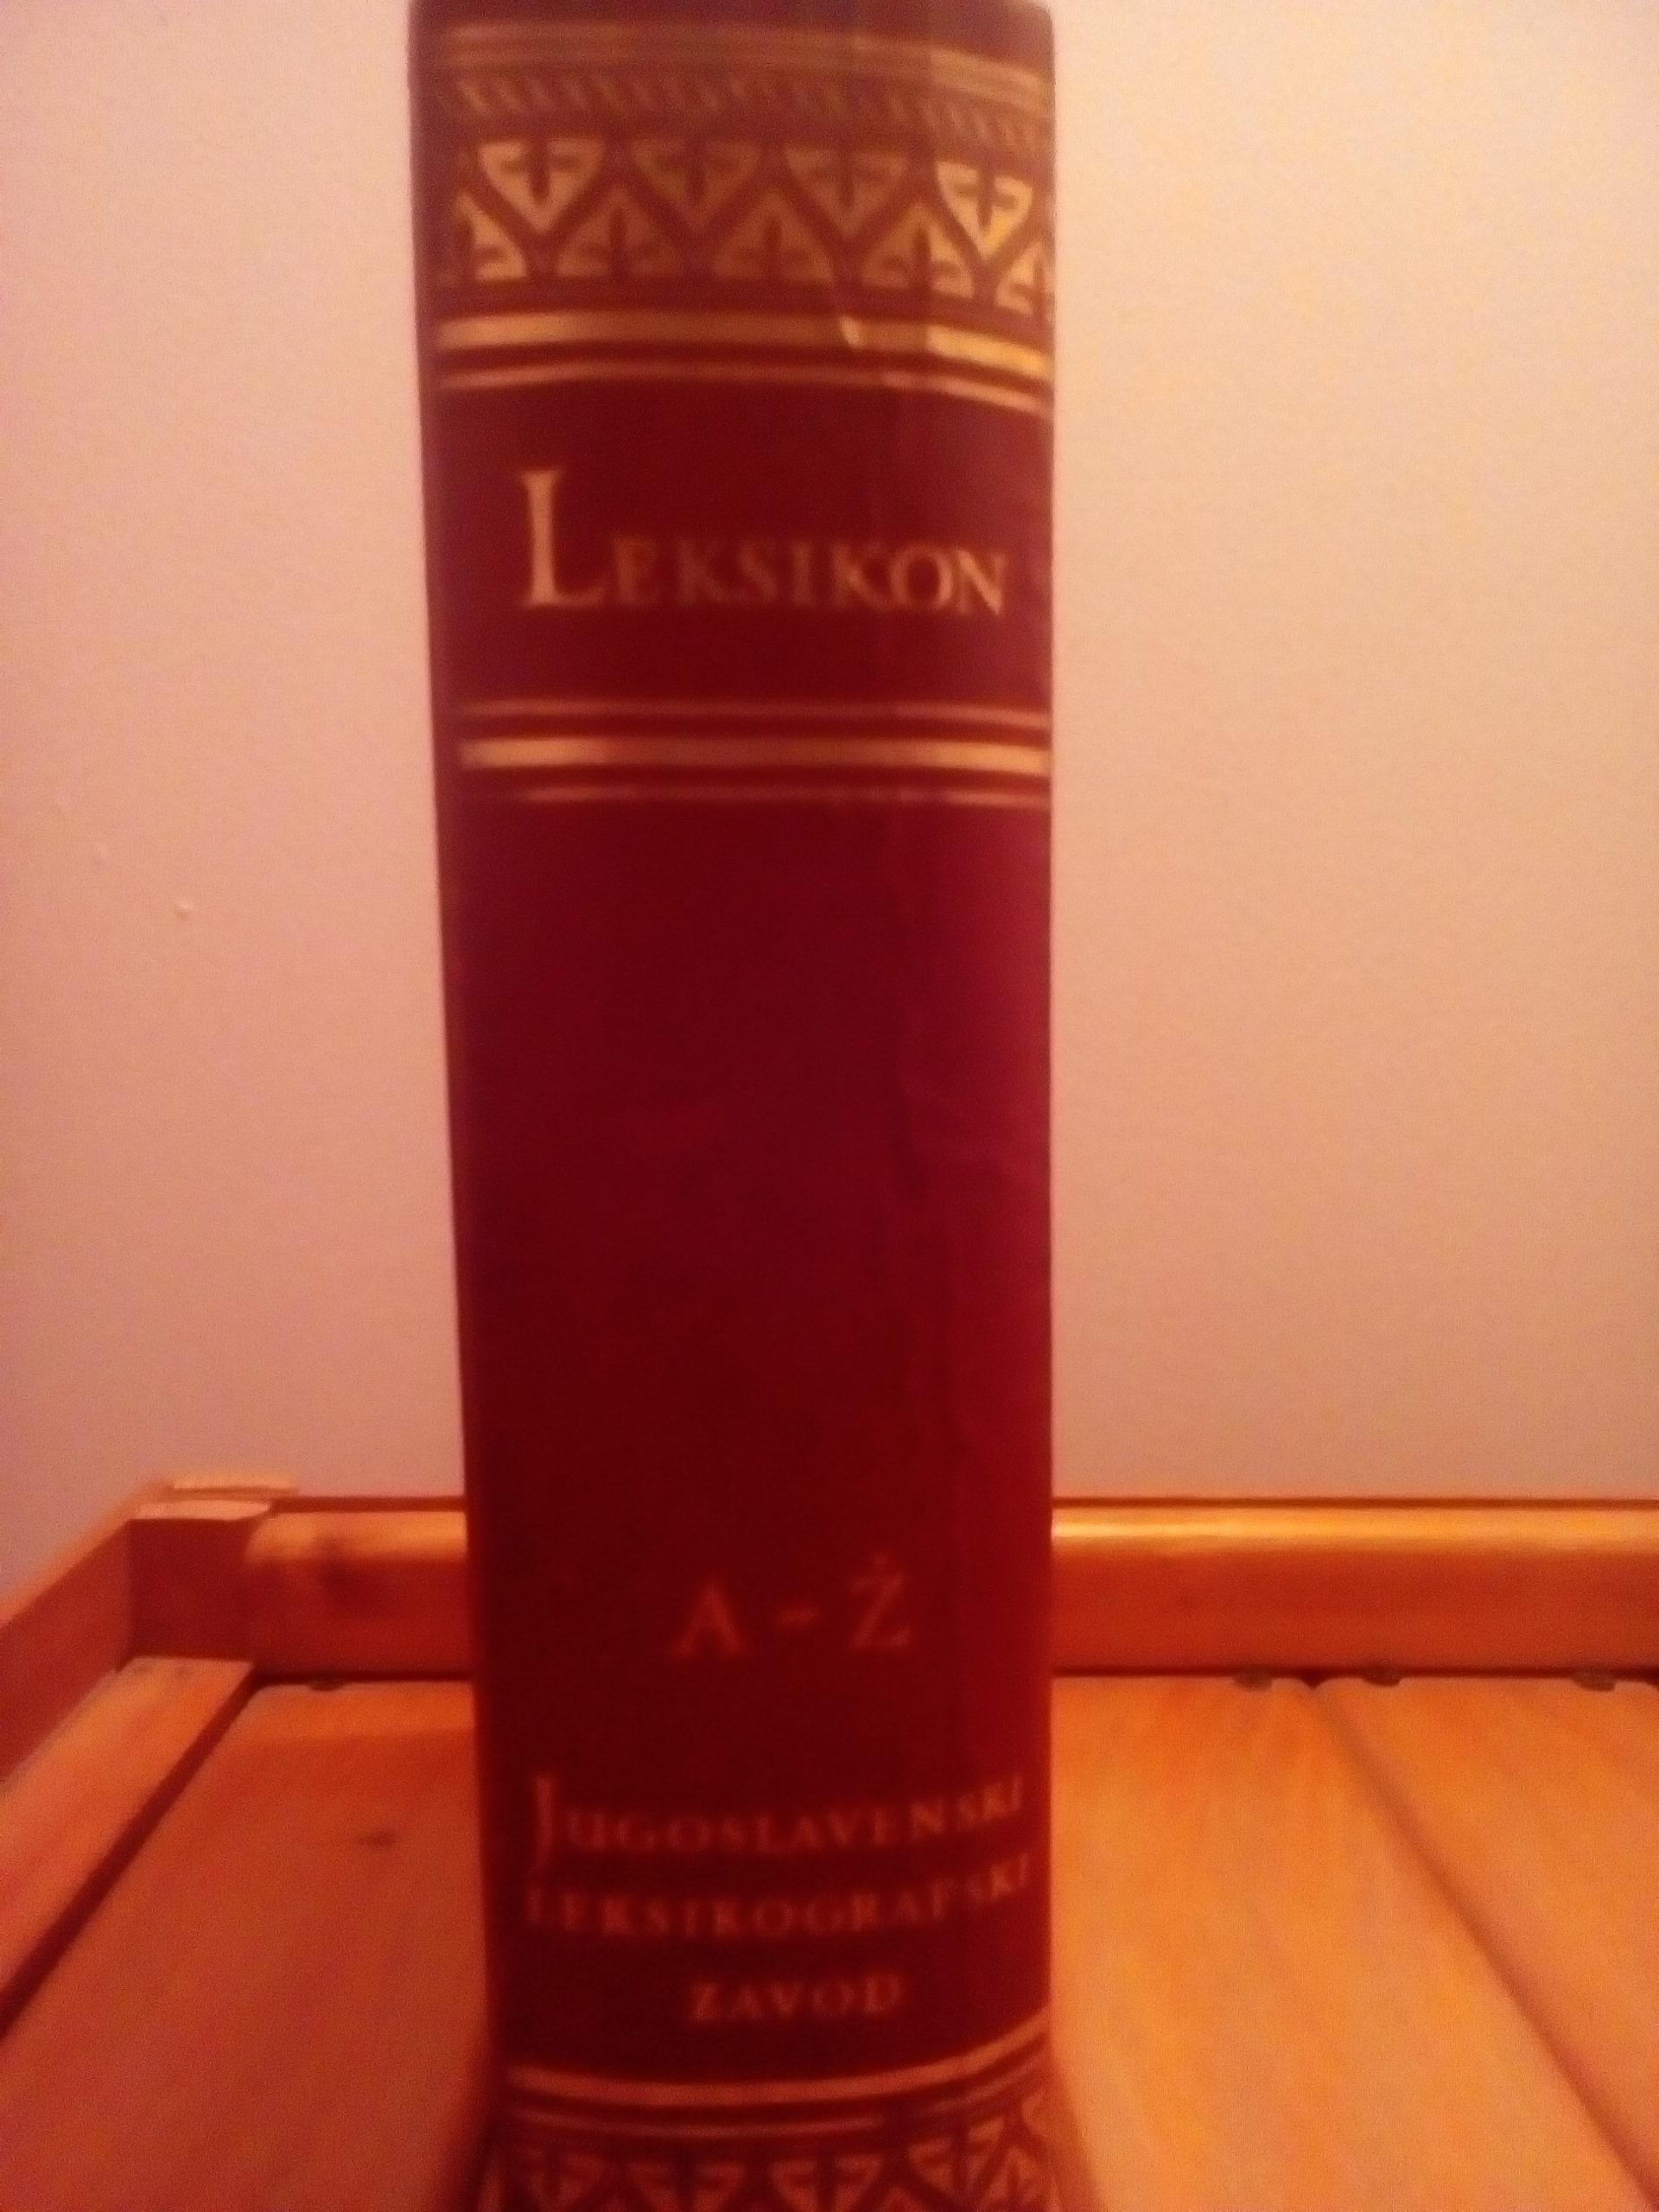 LEKSIKON
A - Ž
JUGOSLAVENSKI
LEKSIKOGRAFSKI
ZAVOD